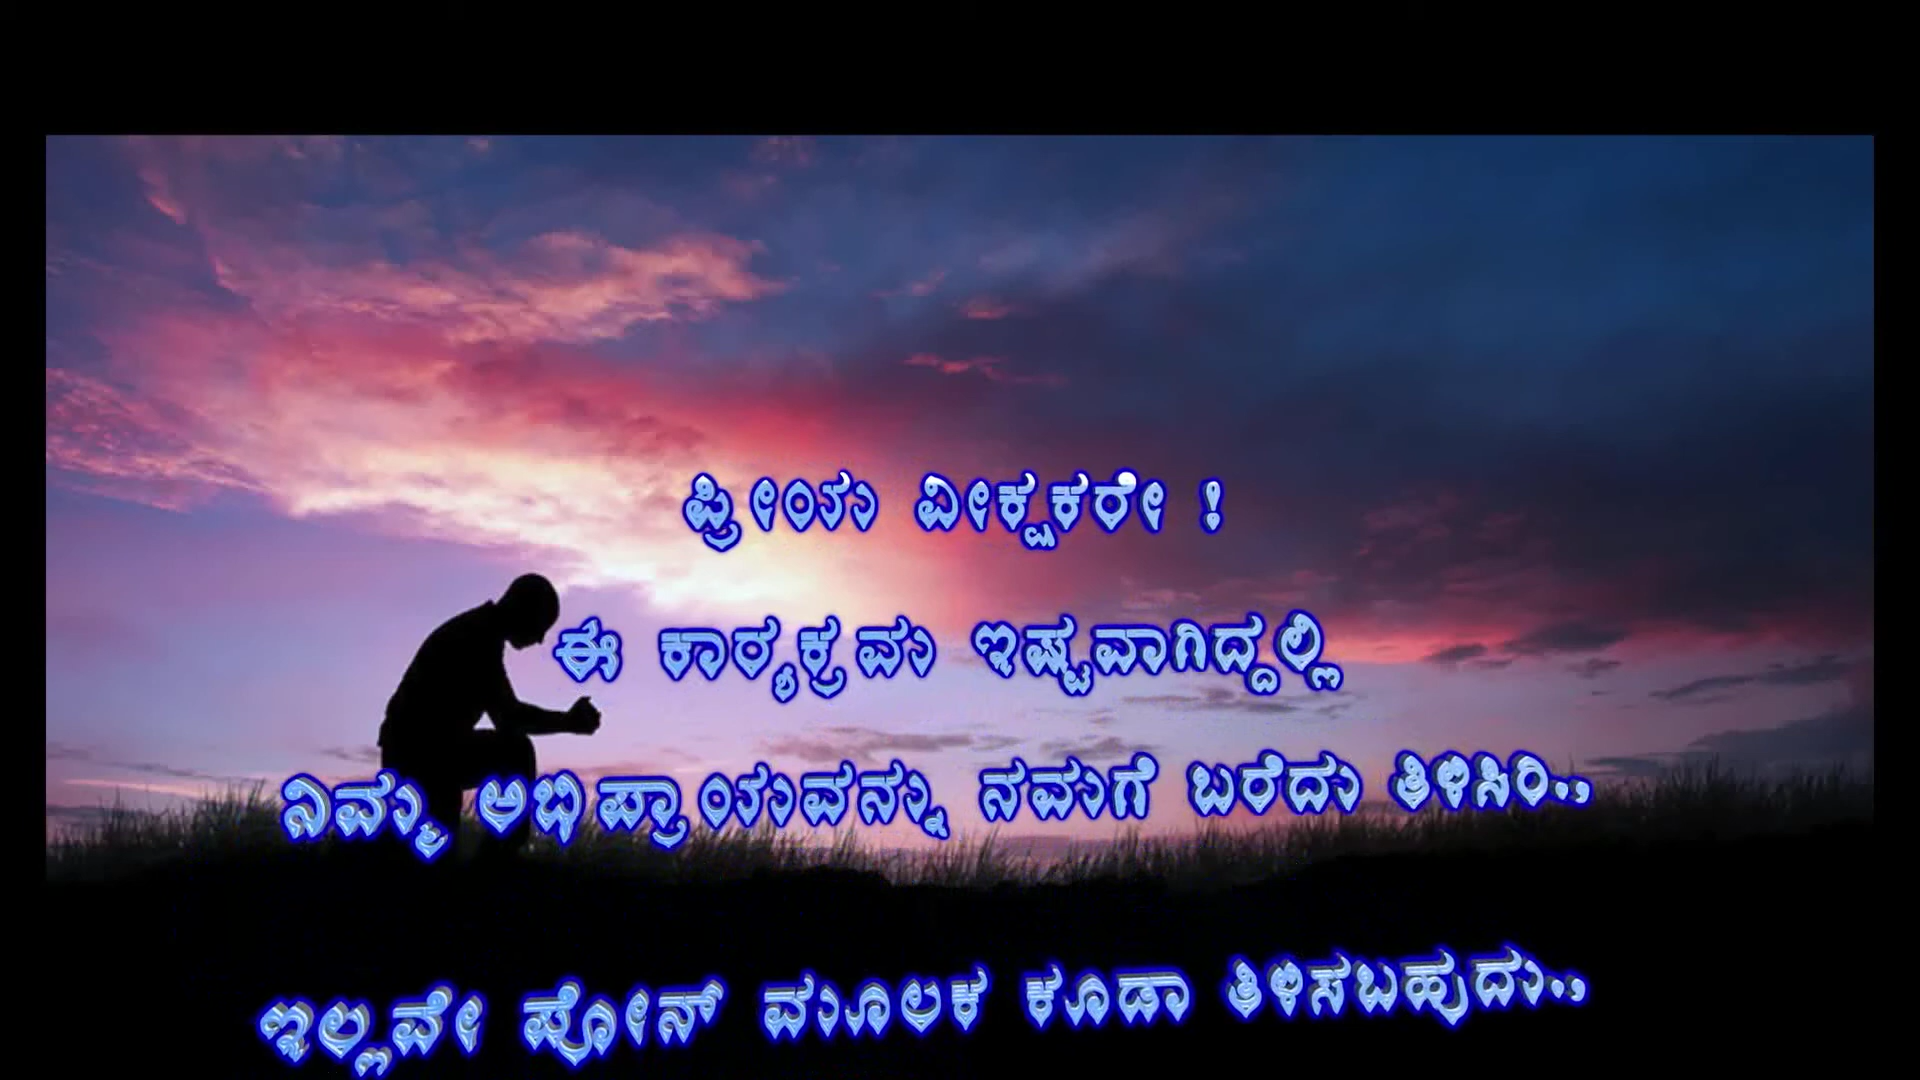 ಪ್ರೀಯ ವೀಕ್ಷಕರೇ !
ಈ ಕಾರ್‍ಯಕ್ರಮ ಇಷ್ಟವಾಗಿದ್ದಲ್ಲಿ
ನಿಮ್ಮ ಅಭಿಪ್ರಾಯವನ್ನು ನಮಗೆ ಬರೆದು ತಿಳಿಸಿರಿ..
ಇಲ್ಲವೇ ಫೋನ್ ಮೂಲಕ ಕೂಡಾ ತಿಳಿಸಬಹುದು..